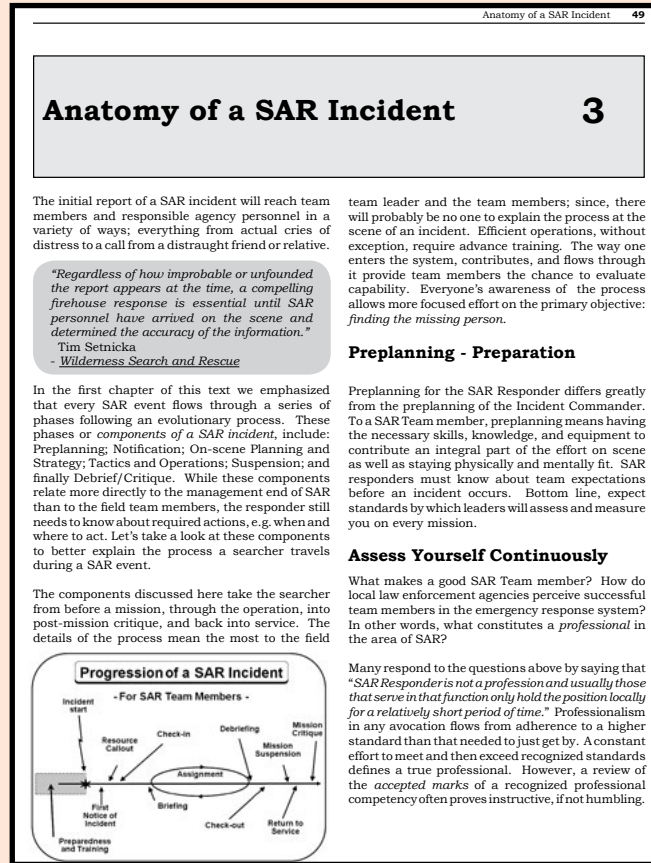 Anatomy of a SAR Incident 49
Anatomy of a SAR Incident 3
The initial report of a SAR incident will reach team
members and responsible agency personnel in a
variety of ways; everything from actual cries of
distress to a call from a distraught friend or relative.
"Regardless of how improbable or unfounded
the report appears at the time, a compelling
firehouse response is essential until SAR
personnel have arrived on the scene and
determined the accuracy of the information."
Tim Setnicka
- Wilderness Search and Rescue
In the first chapter of this text we emphasized
that every SAR event flows through a series of
phases following an evolutionary process. These
phases or components of a SAR incident, include:
Preplanning; Notification; On-scene Planning and
Strategy; Tactics and Operations; Suspension; and
finally Debrief/Critique. While these components
relate more directly to the management end of SAR
than to the field team members, the responder still
needs to know about required actions, e.g. when and
where to act. Let's take a look at these components
to better explain the process a searcher travels
during a SAR event.
The components discussed here take the searcher
from before a mission, through the operation, into
post-mission critique, and back into service. The
details of the process mean the most to the field
Progression of a SAR Incident
- For SAR Team Members -
Incident
start
Resource
Callout
Check-in
Debriefing
Mission
Critique
Mission
Suspension
Assignment
First
Notice of
Incident
Briefing
Check-out
Return to
Service
Preparedness
and Training
team leader and the team members; since, there
will probably be no one to explain the process at the
scene of an incident. Efficient operations, without
exception, require advance training. The way one
enters the system, contributes, and flows through
it provide team members the chance to evaluate
capability. Everyone's awareness of the process
allows more focused effort on the primary objective:
finding the missing person.
Preplanning - Preparation
Preplanning for the SAR Responder differs greatly
from the preplanning of the Incident Commander.
To a SAR Team member, preplanning means having
the necessary skills, knowledge, and equipment to
contribute an integral part of the effort on scene
as well as staying physically and mentally fit. SAR
responders must know about team expectations
before an incident occurs. Bottom line, expect
standards by which leaders will assess and measure
you on every mission.
Assess Yourself Continuously
What makes a good SAR Team member? How do
local law enforcement agencies perceive successful
team members in the emergency response system?
In other words, what constitutes a professional in
the area of SAR?
Many respond to the questions above by saying that
"SAR Responder is not a profession and usually those
that serve in that function only hold the position locally
for a relatively short period of time." Professionalism
in any avocation flows from adherence to a higher
standard than that needed to just get by. A constant
effort to meet and then exceed recognized standards
defines a true professional. However, a review of
the accepted marks of a recognized professional
competency often proves instructive, if not humbling.